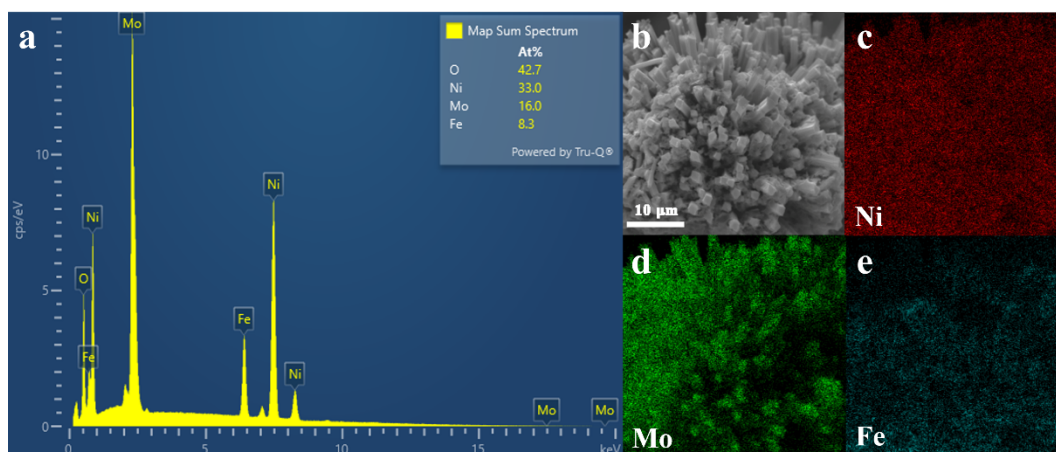 a
Mo
Map Sum Spectrum
At%
O 42.7
Ni 33.0
Mo 16.0
Fe 8.3
Powered by Tru-Q®
10
cps/eV
Ni
Ni
O
5
Fe
Fe
Ni
Mo
Mo
0
0
5
10
15
keV
b
10 μm
c
Ni
d
Mo
e
Fe